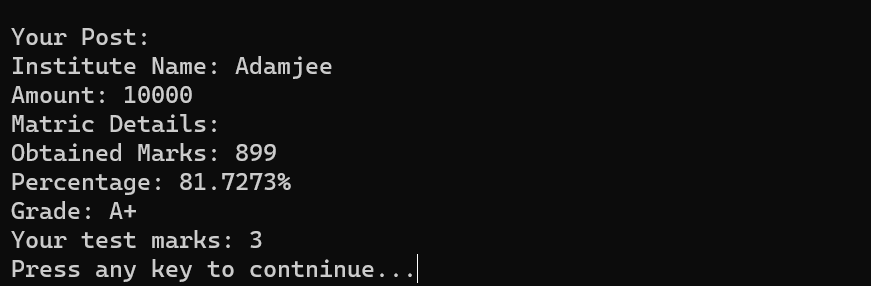 Your Post:
Institute Name: Adamjee
Amount: 10000
Matric Details:
Obtained Marks: 899
Percentage: 81.7273%
Grade: A+
Your test marks: 3
Press any key to contninue...